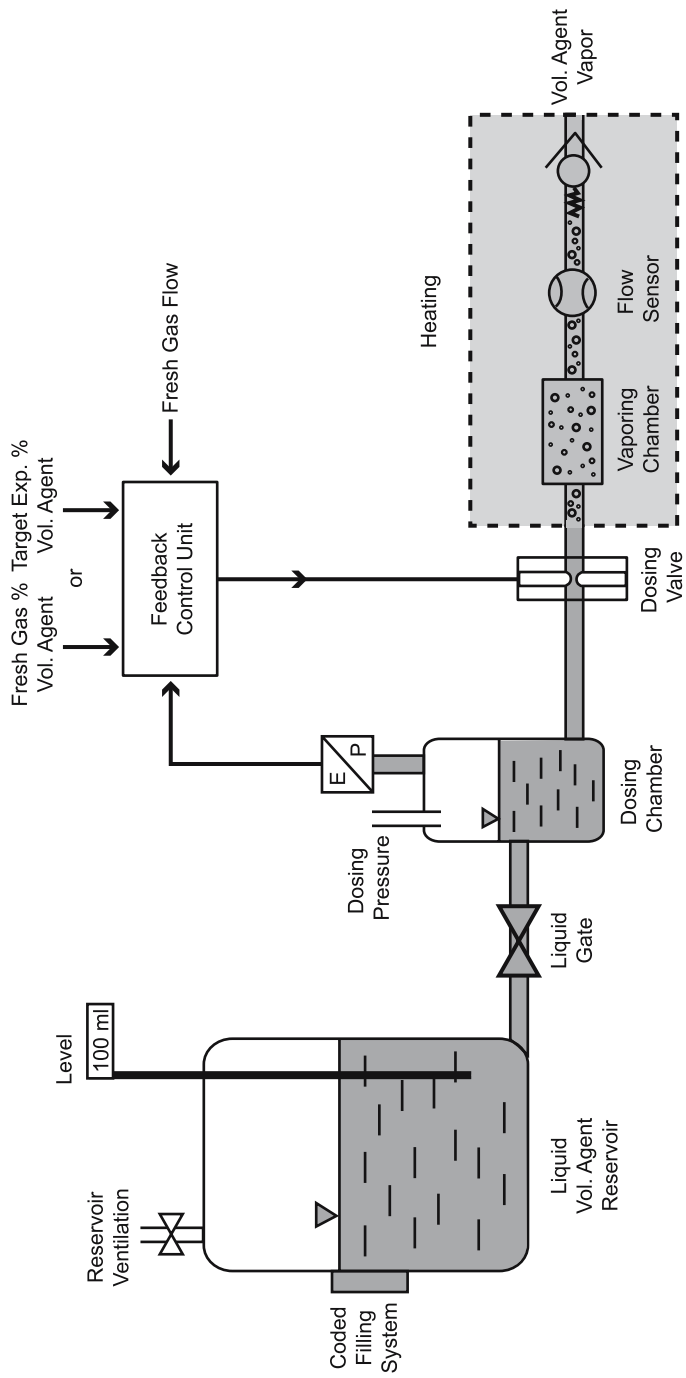 Fresh Gas %
Vol. Agent
or
Target Exp. %
Vol. Agent
Feedback
Control Unit
Fresh Gas Flow
Level
100 ml
Reservoir
Ventilation
Coded
Filling
System
Liquid
Vol. Agent
Reservoir
Liquid
Gate
Dosing
Pressure
E
P
Dosing
Chamber
Dosing
Valve
Heating
Vaporing
Chamber
Flow
Sensor
Vol. Agent
Vapor